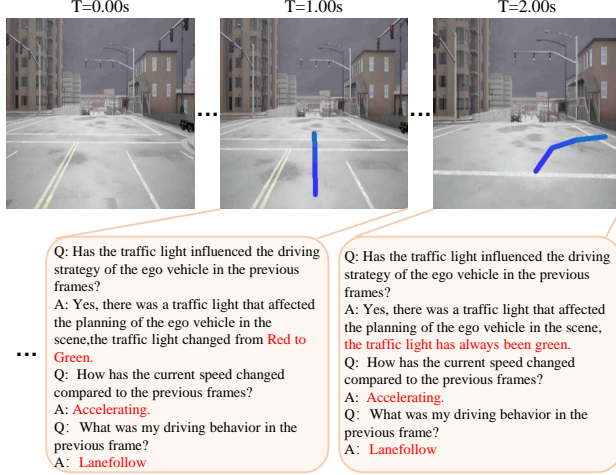 T=0.00s
T=1.00s
T=2.00s
...
...
...
Q: Has the traffic light influenced the driving
strategy of the ego vehicle in the previous
frames?
A: Yes, there was a traffic light that affected
the planning of the ego vehicle in the
scene,the traffic light changed from Red to
Green.
Q: How has the current speed changed
compared to the previous frames?
A: Accelerating.
Q: What was my driving behavior in the
previous frame?
A: Lanefollow
Q: Has the traffic light influenced the driving
strategy of the ego vehicle in the previous
frames?
A: Yes, there was a traffic light that affected
the planning of the ego vehicle in the scene,
the traffic light has always been green.
Q: How has the current speed changed
compared to the previous frames?
A: Accelerating.
Q: What was my driving behavior in the
previous frame?
A: Lanefollow